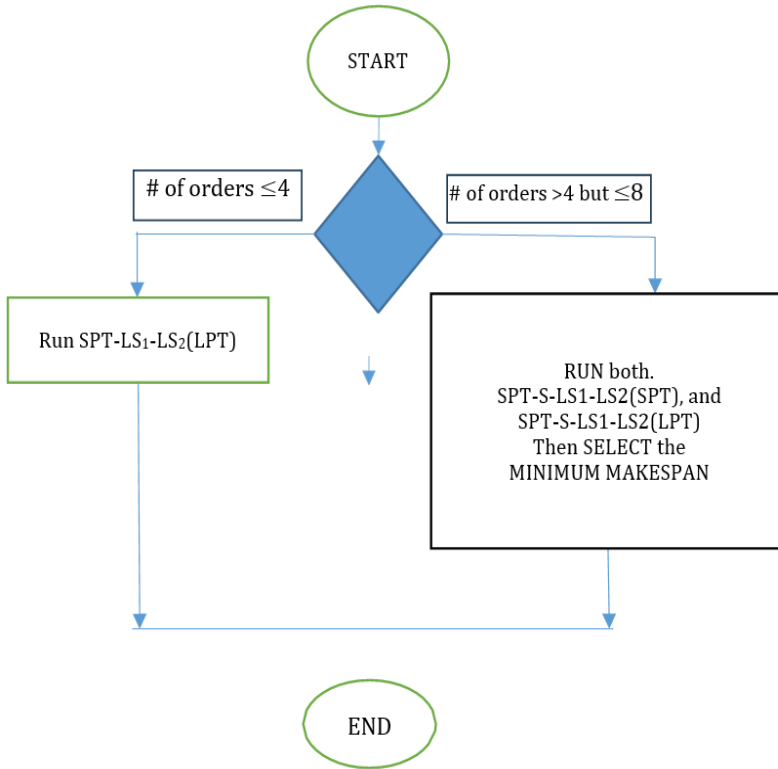 START
# of orders ≤4
# of orders >4 but ≤8
Run SPT-LS₁-LS₂(LPT)
RUN both.
SPT-S-LS1-LS2(SPT), and
SPT-S-LS1-LS2(LPT)
Then SELECT the
MINIMUM MAKESPAN
END